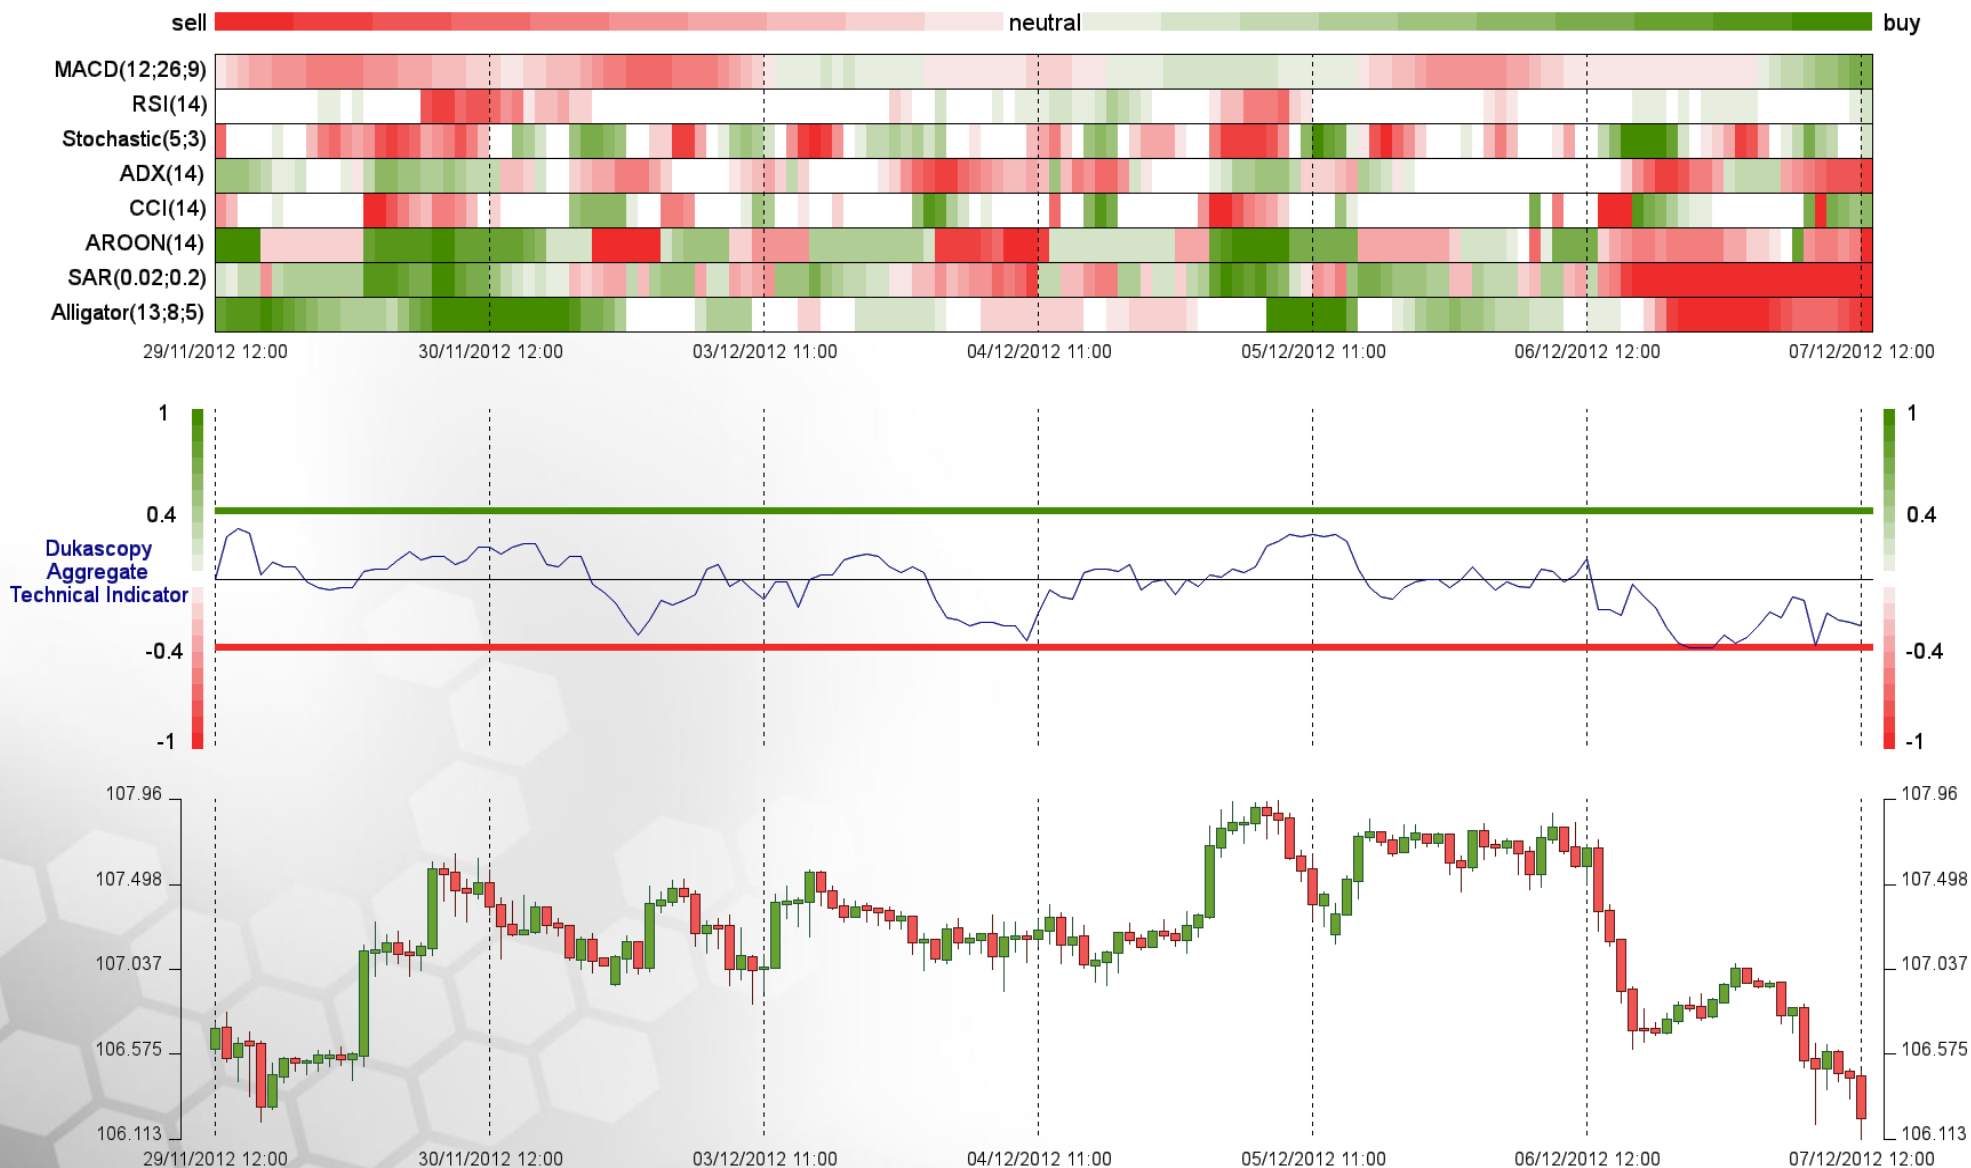 sell neutral buy
MACD(12;26;9)
RSI(14)
Stochastic(5;3)
ADX(14)
CCI(14)
AROON(14)
SAR(0.02;0.2)
Alligator(13;8;5)
29/11/2012 12:00 30/11/2012 12:00 03/12/2012 11:00 04/12/2012 11:00 05/12/2012 11:00 06/12/2012 12:00 07/12/2012 12:00
1 1
0.4 0.4
Dukascopy
Aggregate
Technical Indicator
-0.4 -0.4
-1 -1
107.96 107.96
107.498 107.498
107.037 107.037
106.575 106.575
106.113 106.113
29/11/2012 12:00 30/11/2012 12:00 03/12/2012 11:00 04/12/2012 11:00 05/12/2012 11:00 06/12/2012 12:00 07/12/2012 12:00